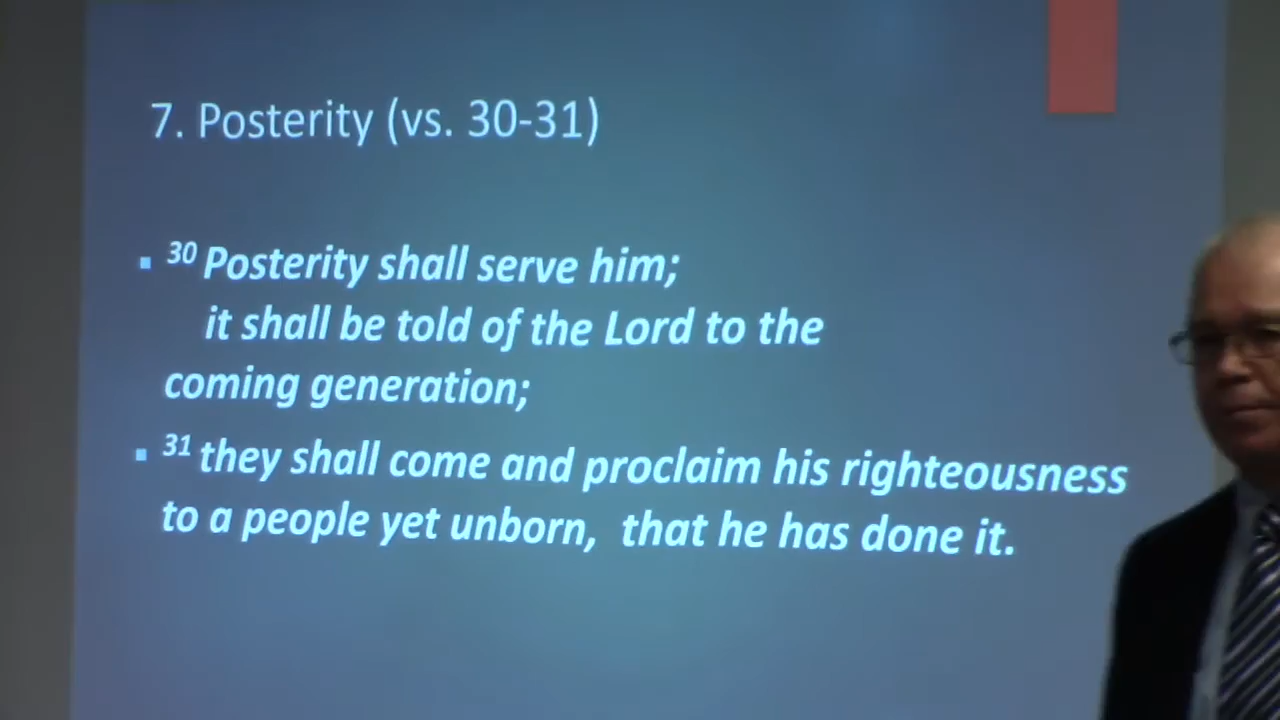 7. Posterity (vs. 30-31)
▪ 30 Posterity shall serve him;
it shall be told of the Lord to the
coming generation;
▪ 31 they shall come and proclaim his righteousness
to a people yet unborn, that he has done it.